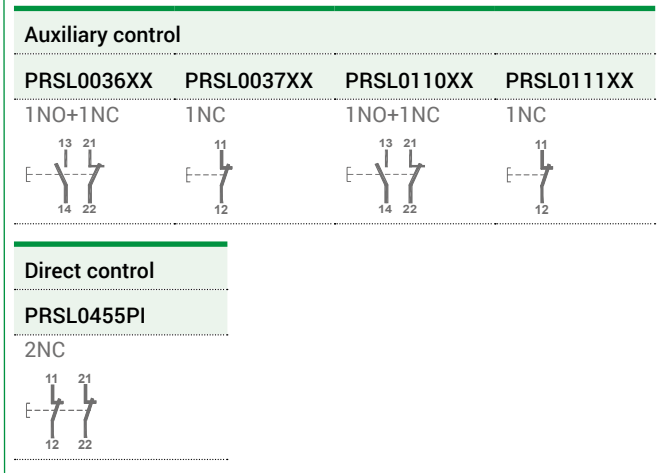 Auxiliary control
PRSL0036XX PRSL0037XX PRSL0110XX PRSL0111XX
1NO+1NC 1NC 1NO+1NC 1NC
13 21 11 13 21 11
14 22 12 14 22 12
Direct control
PRSL0455PI
2NC
11 21
12 22